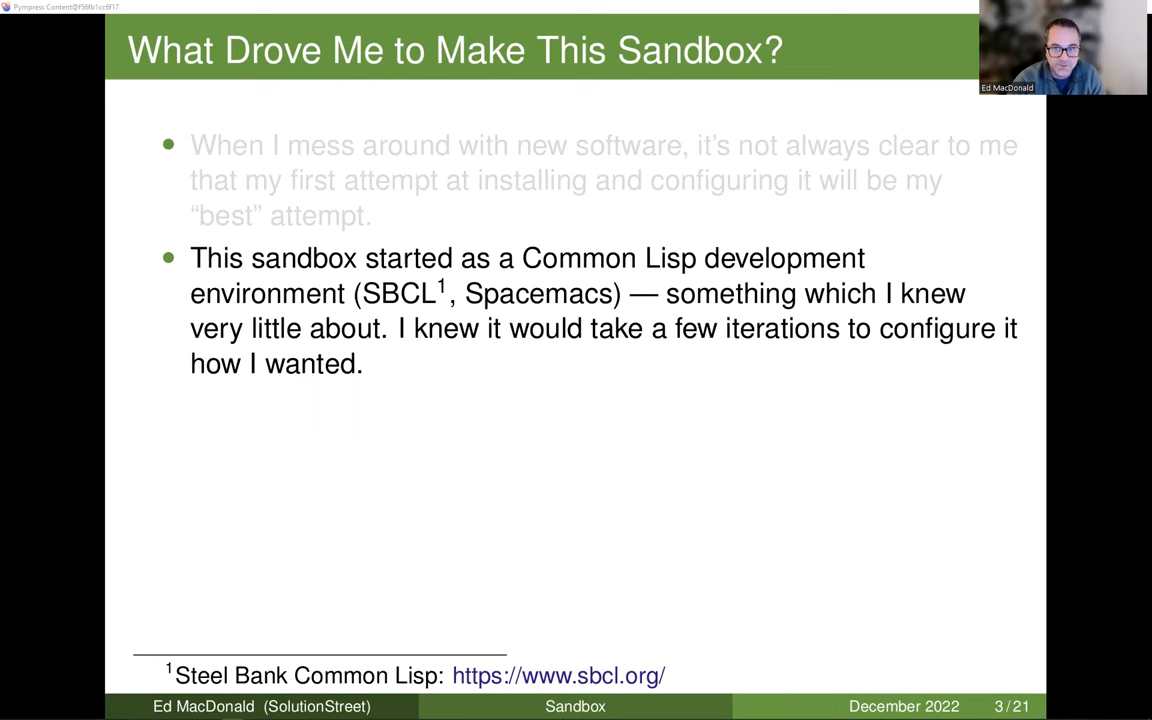 Pympress Content@f56fb1cc6f17
What Drove Me to Make This Sandbox?
Ed MacDonald
• When I mess around with new software, it's not always clear to me
that my first attempt at installing and configuring it will be my
“best” attempt.
• This sandbox started as a Common Lisp development
environment (SBCL¹, Spacemacs) — something which I knew
very little about. I knew it would take a few iterations to configure it
how I wanted.
¹Steel Bank Common Lisp: https://www.sbcl.org/
Ed MacDonald (SolutionStreet) Sandbox December 2022 3 / 21